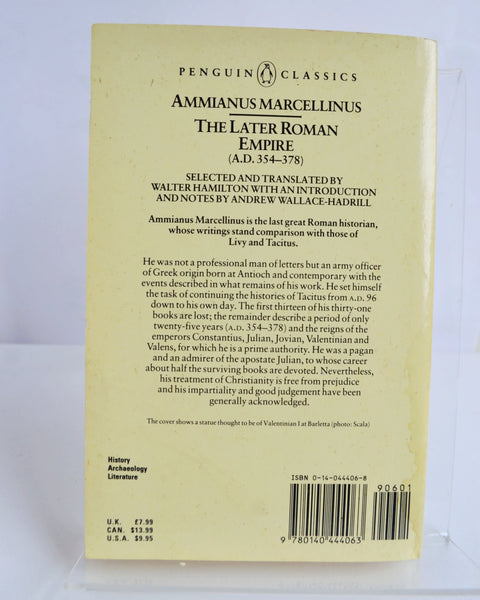 PENGUIN CLASSICS
AMMIANUS MARCELLINUS
THE LATER ROMAN
EMPIRE
(A.D. 354–378)
SELECTED AND TRANSLATED BY
WALTER HAMILTON WITH AN INTRODUCTION
AND NOTES BY ANDREW WALLACE-HADRILL
Ammianus Marcellinus is the last great Roman historian,
whose writings stand comparison with those of
Livy and Tacitus.
He was not a professional man of letters but an army officer
of Greek origin born at Antioch and contemporary with the
events described in what remains of his work. He set himself
the task of continuing the histories of Tacitus from A.D. 96
down to his own day. The first thirteen of his thirty-one
books are lost; the remainder describe a period of only
twenty-five years (A.D. 354–378) and the reigns of the
emperors Constantius, Julian, Jovian, Valentinian and
Valens, for which he is a prime authority. He was a pagan
and an admirer of the apostate Julian, to whose career
about half the surviving books are devoted. Nevertheless,
his treatment of Christianity is free from prejudice
and his impartiality and good judgement have been
generally acknowledged.
The cover shows a statue thought to be of Valentinian I at Barletta (photo: Scala)
History
Archaeology
Literature
U.K. £7.99
CAN. $13.99
U.S.A. $9.95
ISBN 0-14-044406-8
90601
9 780140 444063